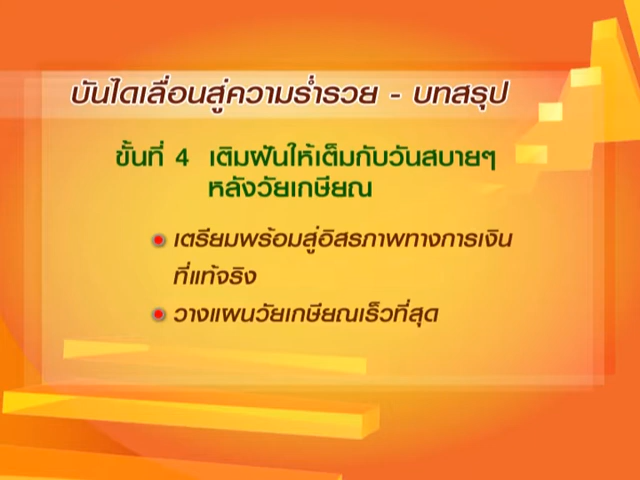 บันไดเลื่อนสู่ความร่ำรวย - บทสรุป
ขั้นที่ 4 เติมฝันให้เต็มกับวันสบายๆ
หลังวัยเกษียณ
เตรียมพร้อมสู่อิสรภาพทางการเงิน
ที่แท้จริง
วางแผนวัยเกษียณเร็วที่สุด